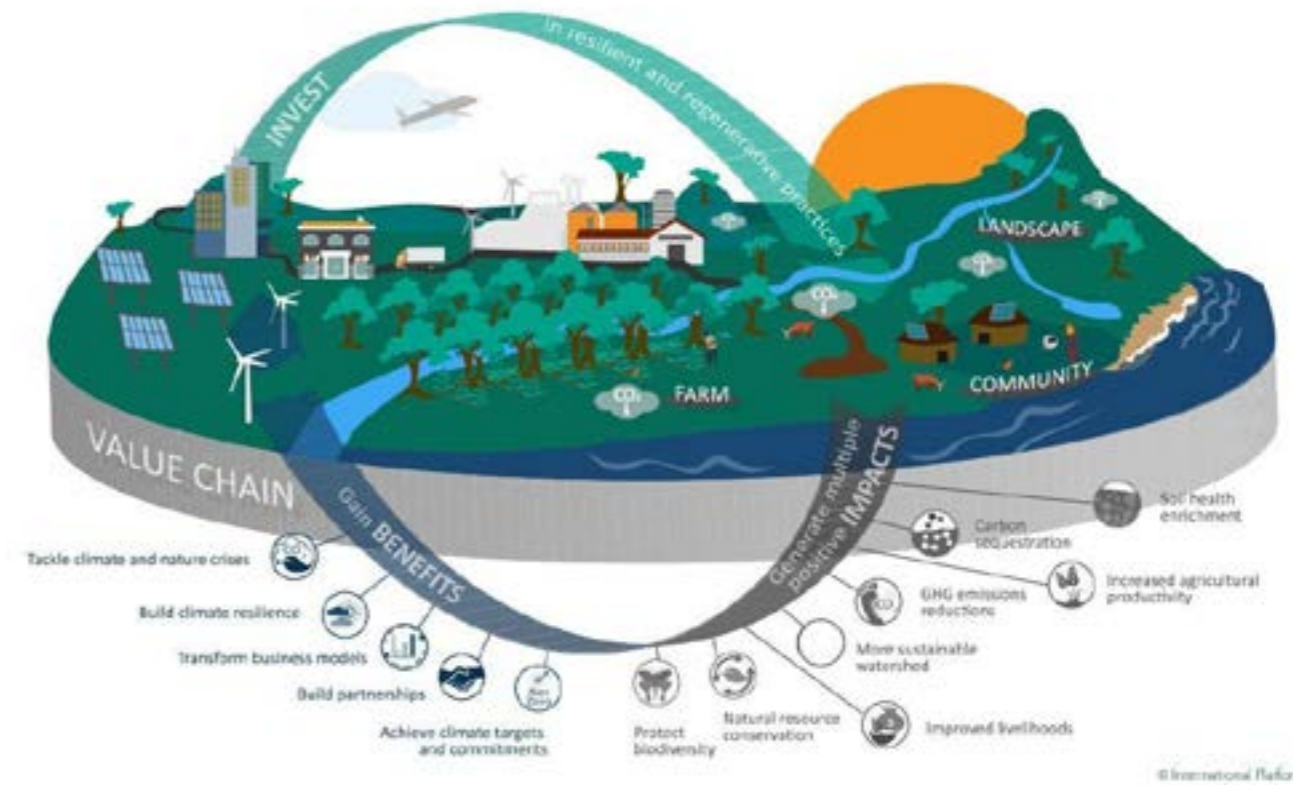 INVEST
in resilient and regenerative practices
LANDSCAPE
CO₂
FARM
CO₂
COMMUNITY
VALUE CHAIN
Gain BENEFITS
Generate multiple
positive IMPACTS
Tackle climate and nature crises
Build climate resilience
Transform business models
Build partnerships
Achieve climate targets
and commitments
Protect
biodiversity
Natural resource
conservation
Improved livelihoods
More sustainable
watershed
GHG emissions
reductions
Increased agricultural
productivity
Carbon
sequestration
Soil health
enrichment
© International